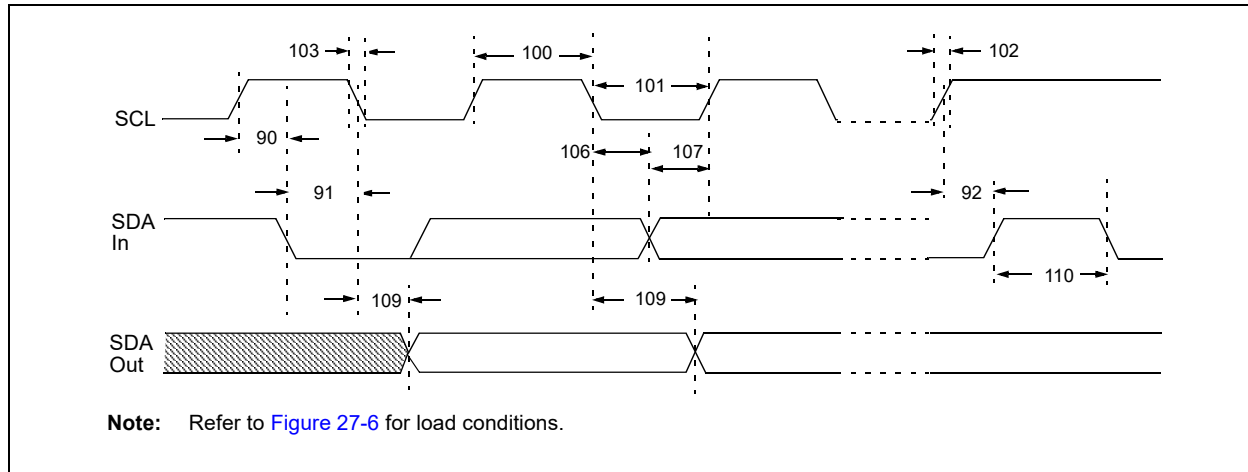 103
100
102
101
SCL
90
106
107
91
92
SDA
In
110
109
109
SDA
Out
Note: Refer to Figure 27-6 for load conditions.